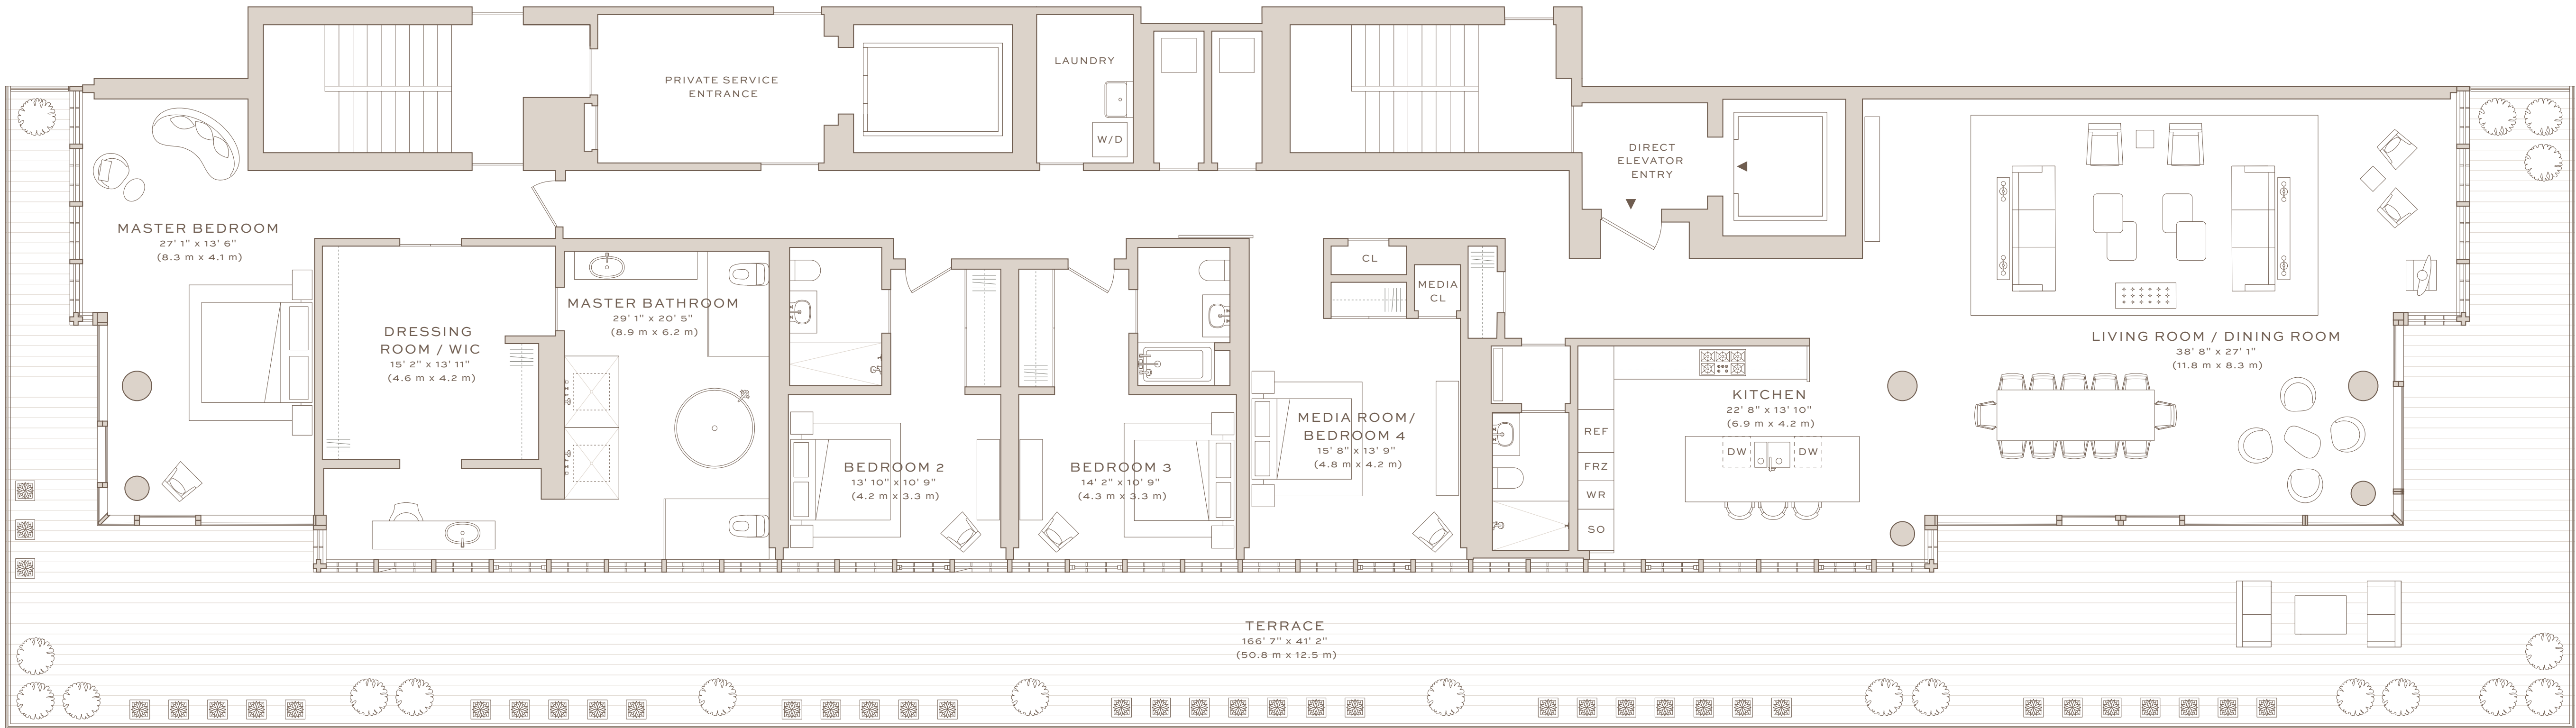 PRIVATE SERVICE
ENTRANCE
LAUNDRY
W/D
DIRECT
ELEVATOR
ENTRY
MASTER BEDROOM
27' 1" x 13' 6"
(8.3 m x 4.1 m)
DRESSING
ROOM / WIC
15' 2" x 13' 11"
(4.6 m x 4.2 m)
MASTER BATHROOM
29' 1" x 20' 5"
(8.9 m x 6.2 m)
BEDROOM 2
13' 10" x 10' 9"
(4.2 m x 3.3 m)
BEDROOM 3
14' 2" x 10' 9"
(4.3 m x 3.3 m)
CL
MEDIA
CL
MEDIA ROOM/
BEDROOM 4
15' 8" x 13' 9"
(4.8 m x 4.2 m)
REF
FRZ
WR
SO
KITCHEN
22' 8" x 13' 10"
(6.9 m x 4.2 m)
DW
DW
LIVING ROOM / DINING ROOM
38' 8" x 27' 1"
(11.8 m x 8.3 m)
TERRACE
166' 7" x 41' 2"
(50.8 m x 12.5 m)